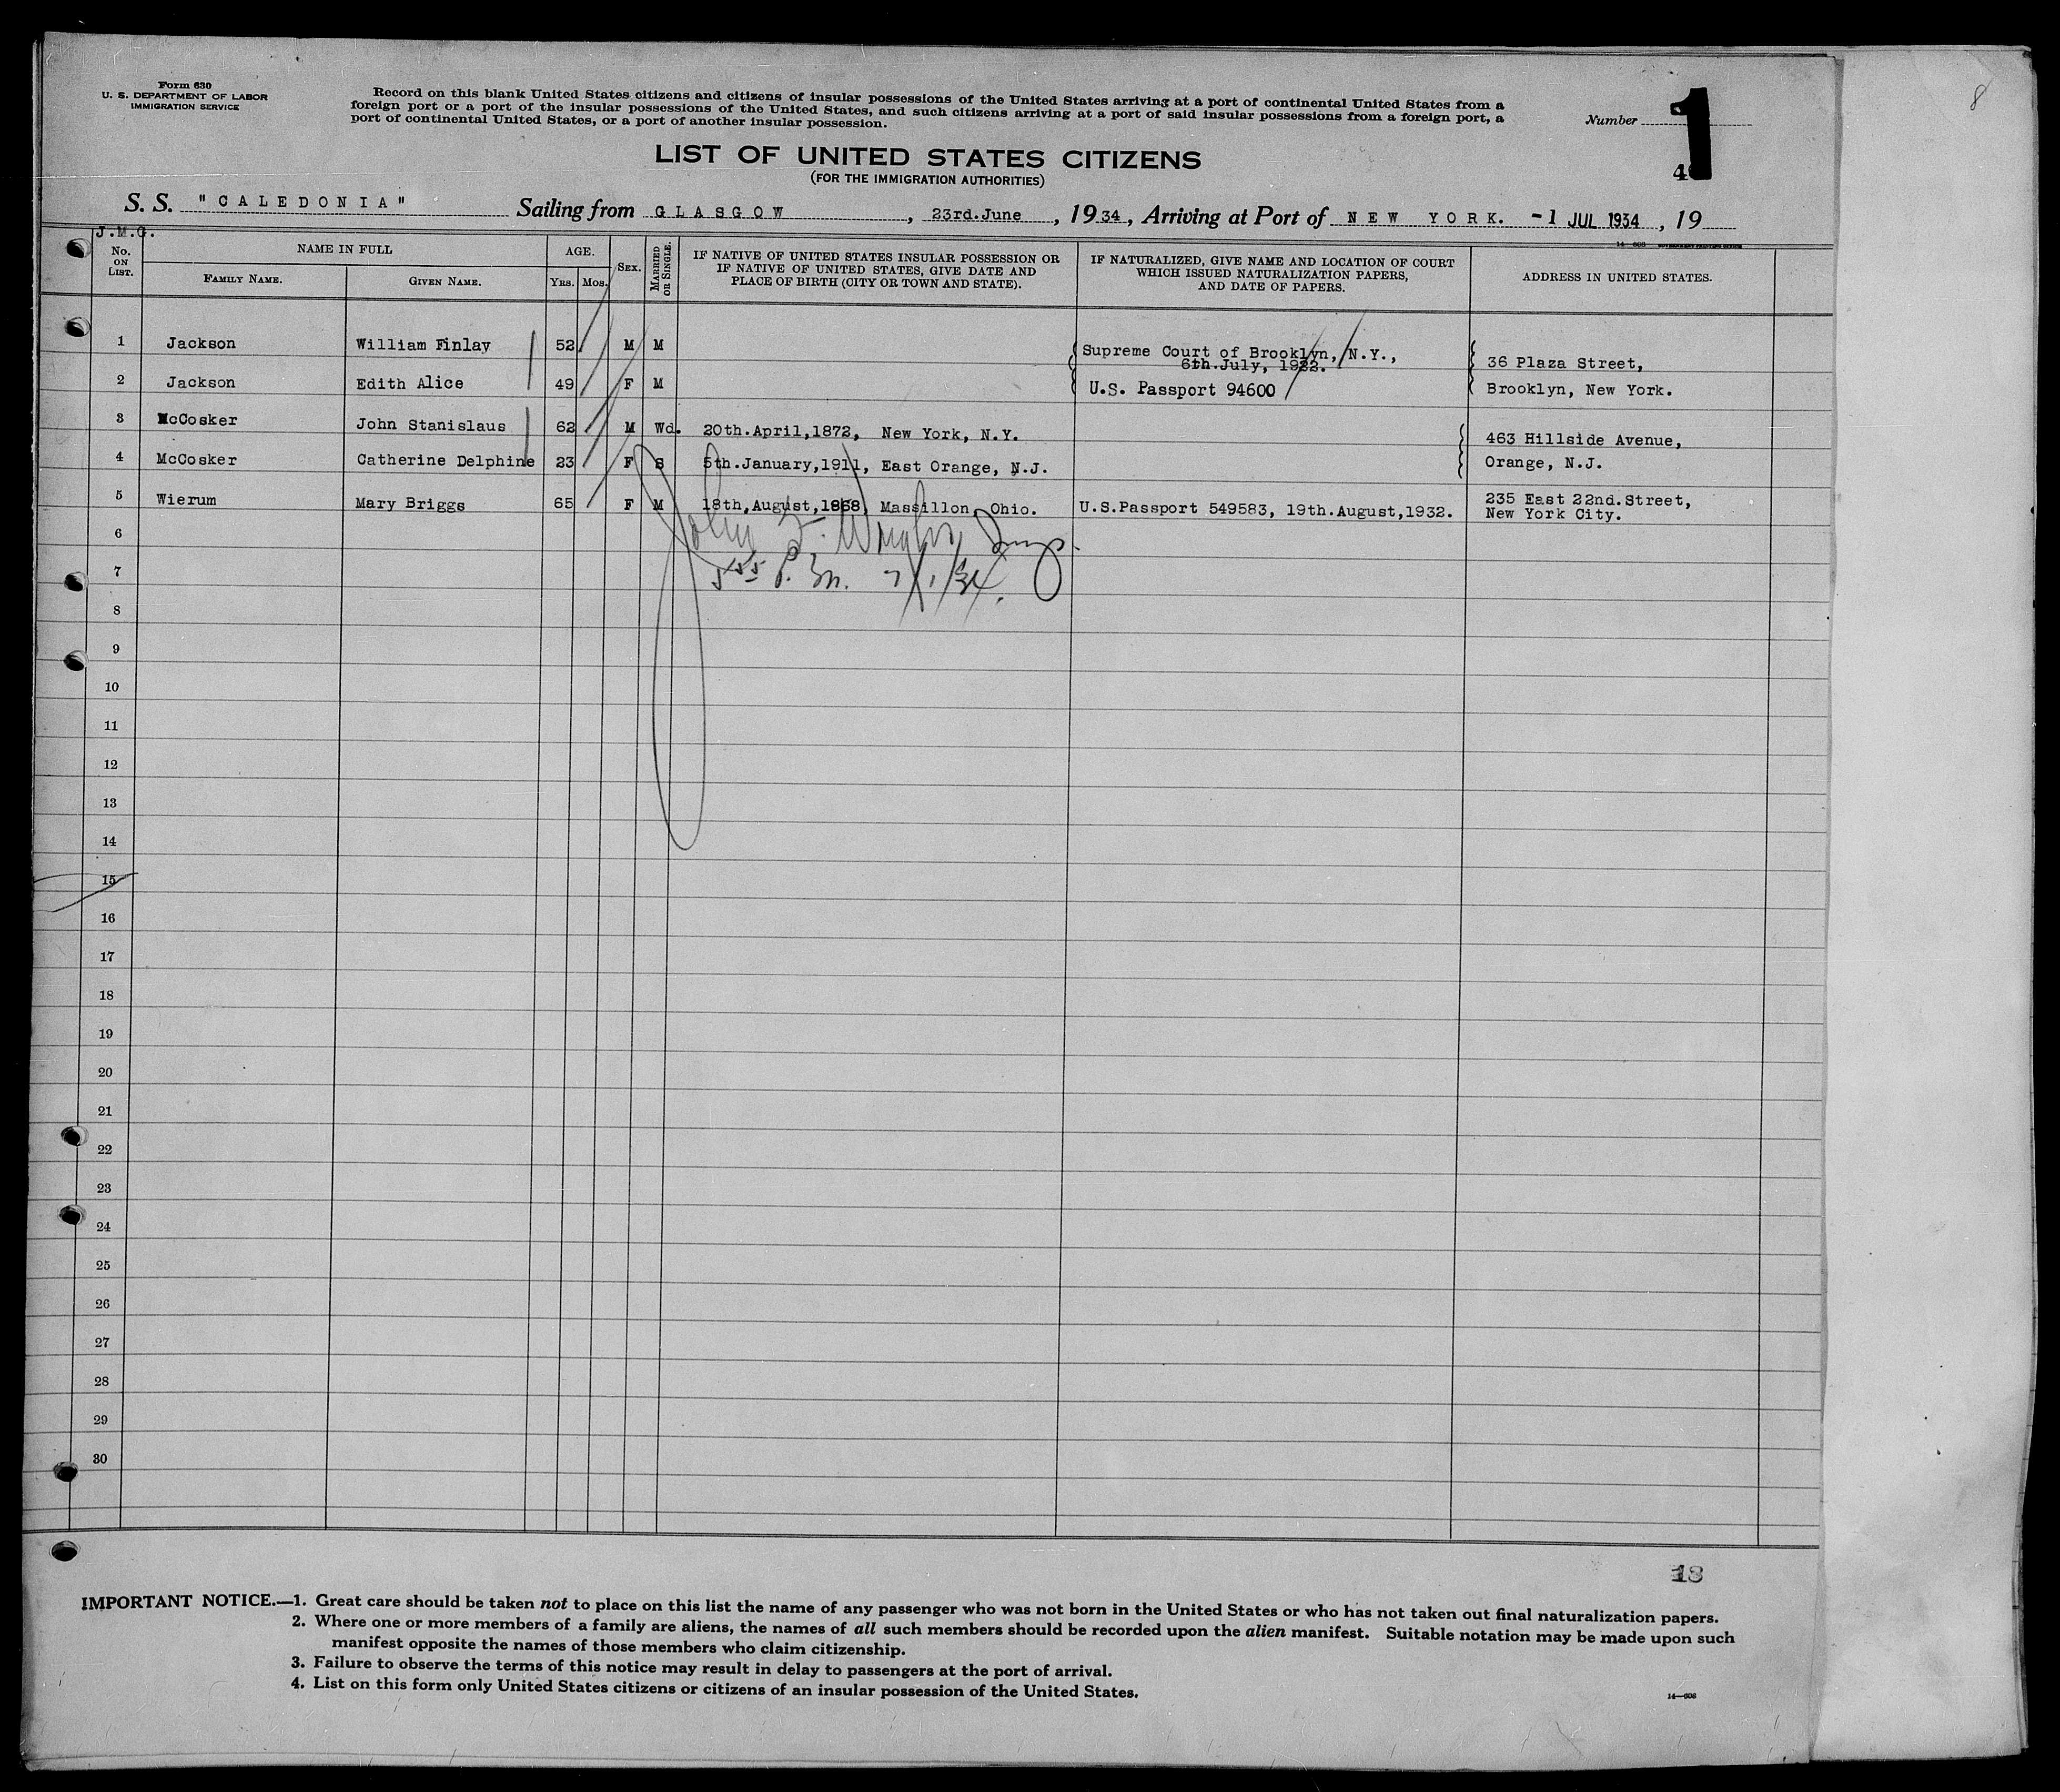 Form 630
U. S. DEPARTMENT OF LABOR
IMMIGRATION SERVICE
Record on this blank United States citizens and citizens of insular possessions of the United States arriving at a port of continental United States from a
foreign port or a port of the insular possessions of the United States, and such citizens arriving at a port of said insular possessions from a foreign port, a
port of continental United States, or a port of another insular possession.
Number 1
8
LIST OF UNITED STATES CITIZENS
(FOR THE IMMIGRATION AUTHORITIES)
S. S. "CALEDONIA" Sailing from GLASGOW, 23rd.June, 1934, Arriving at Port of NEW YORK. -1 JUL 1934, 19
J.M.G.
No. ON LIST. NAME IN FULL FAMILY NAME. GIVEN NAME. AGE. YRS. MOS. SEX. MARRIED OR SINGLE.
IF NATIVE OF UNITED STATES INSULAR POSSESSION OR
IF NATIVE OF UNITED STATES, GIVE DATE AND
PLACE OF BIRTH (CITY OR TOWN AND STATE).
IF NATURALIZED, GIVE NAME AND LOCATION OF COURT
WHICH ISSUED NATURALIZATION PAPERS,
AND DATE OF PAPERS.
ADDRESS IN UNITED STATES.
1 Jackson William Finlay 52 M M Supreme Court of Brooklyn, N.Y., 36 Plaza Street,
6th.July, 1922.
2 Jackson Edith Alice 49 F M U.S. Passport 94600 Brooklyn, New York.
3 McCosker John Stanislaus 62 M Wd. 20th.April,1872, New York, N.Y. 463 Hillside Avenue,
4 McCosker Catherine Delphine 23 F S 5th.January,1911, East Orange, N.J. Orange, N.J.
5 Wierum Mary Briggs 65 F M 18th,August,1868, Massillon, Ohio. U.S.Passport 549583, 19th.August,1932. 235 East 22nd.Street,
New York City.
6
John
7
5 55 P.M. 7/1/34.
8
9
10
11
12
13
14
15
16
17
18
19
20
21
22
23
24
25
26
27
28
29
30
IMPORTANT NOTICE.—1. Great care should be taken not to place on this list the name of any passenger who was not born in the United States or who has not taken out final naturalization papers.
2. Where one or more members of a family are aliens, the names of all such members should be recorded upon the alien manifest. Suitable notation may be made upon such
manifest opposite the names of those members who claim citizenship.
3. Failure to observe the terms of this notice may result in delay to passengers at the port of arrival.
4. List on this form only United States citizens or citizens of an insular possession of the United States.
14—608